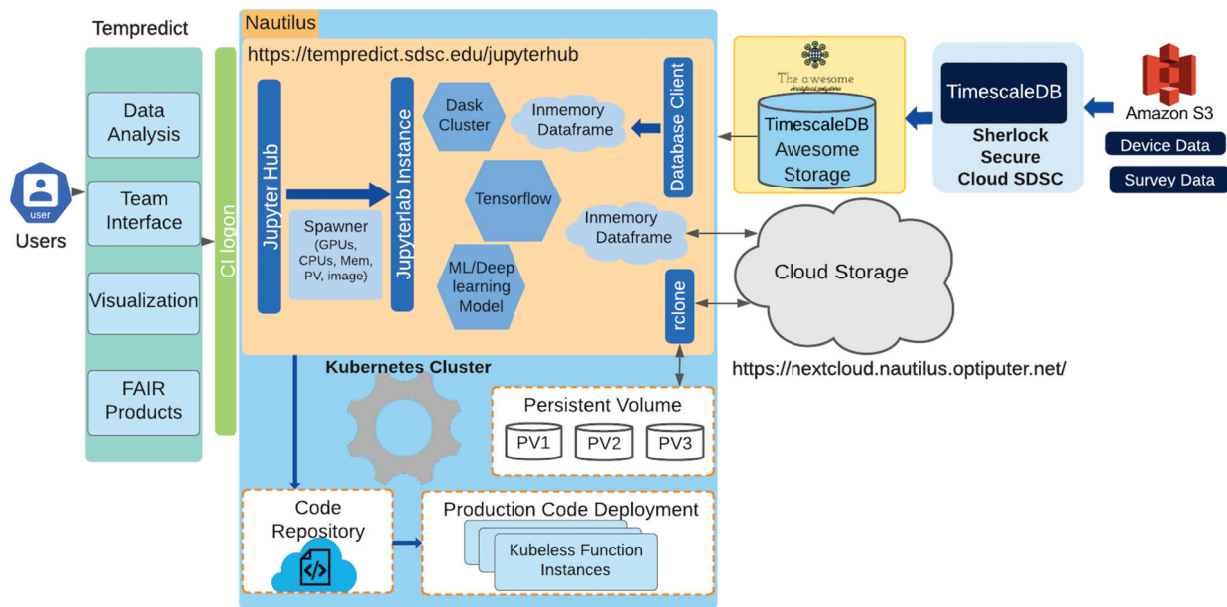 Tempredict
Data
Analysis
Team
Interface
Visualization
FAIR
Products
user
Users
CI logon
Nautilus
https://tempredict.sdsc.edu/jupyterhub
Jupyter Hub
Spawner
(GPUs,
CPUs, Mem,
PV, image)
Jupyterlab Instance
Dask
Cluster
Inmemory
Dataframe
Tensorflow
Inmemory
Dataframe
ML/Deep
learning
Model
Database Client
rclone
The awesome
Analytical polystore
TimescaleDB
Awesome
Storage
TimescaleDB
Sherlock
Secure
Cloud SDSC
Amazon S3
Device Data
Survey Data
Cloud Storage
https://nextcloud.nautilus.optiputer.net/
Kubernetes Cluster
Persistent Volume
PV1
PV2
PV3
Code
Repository
</>
Production Code Deployment
Kubeless Function
Instances